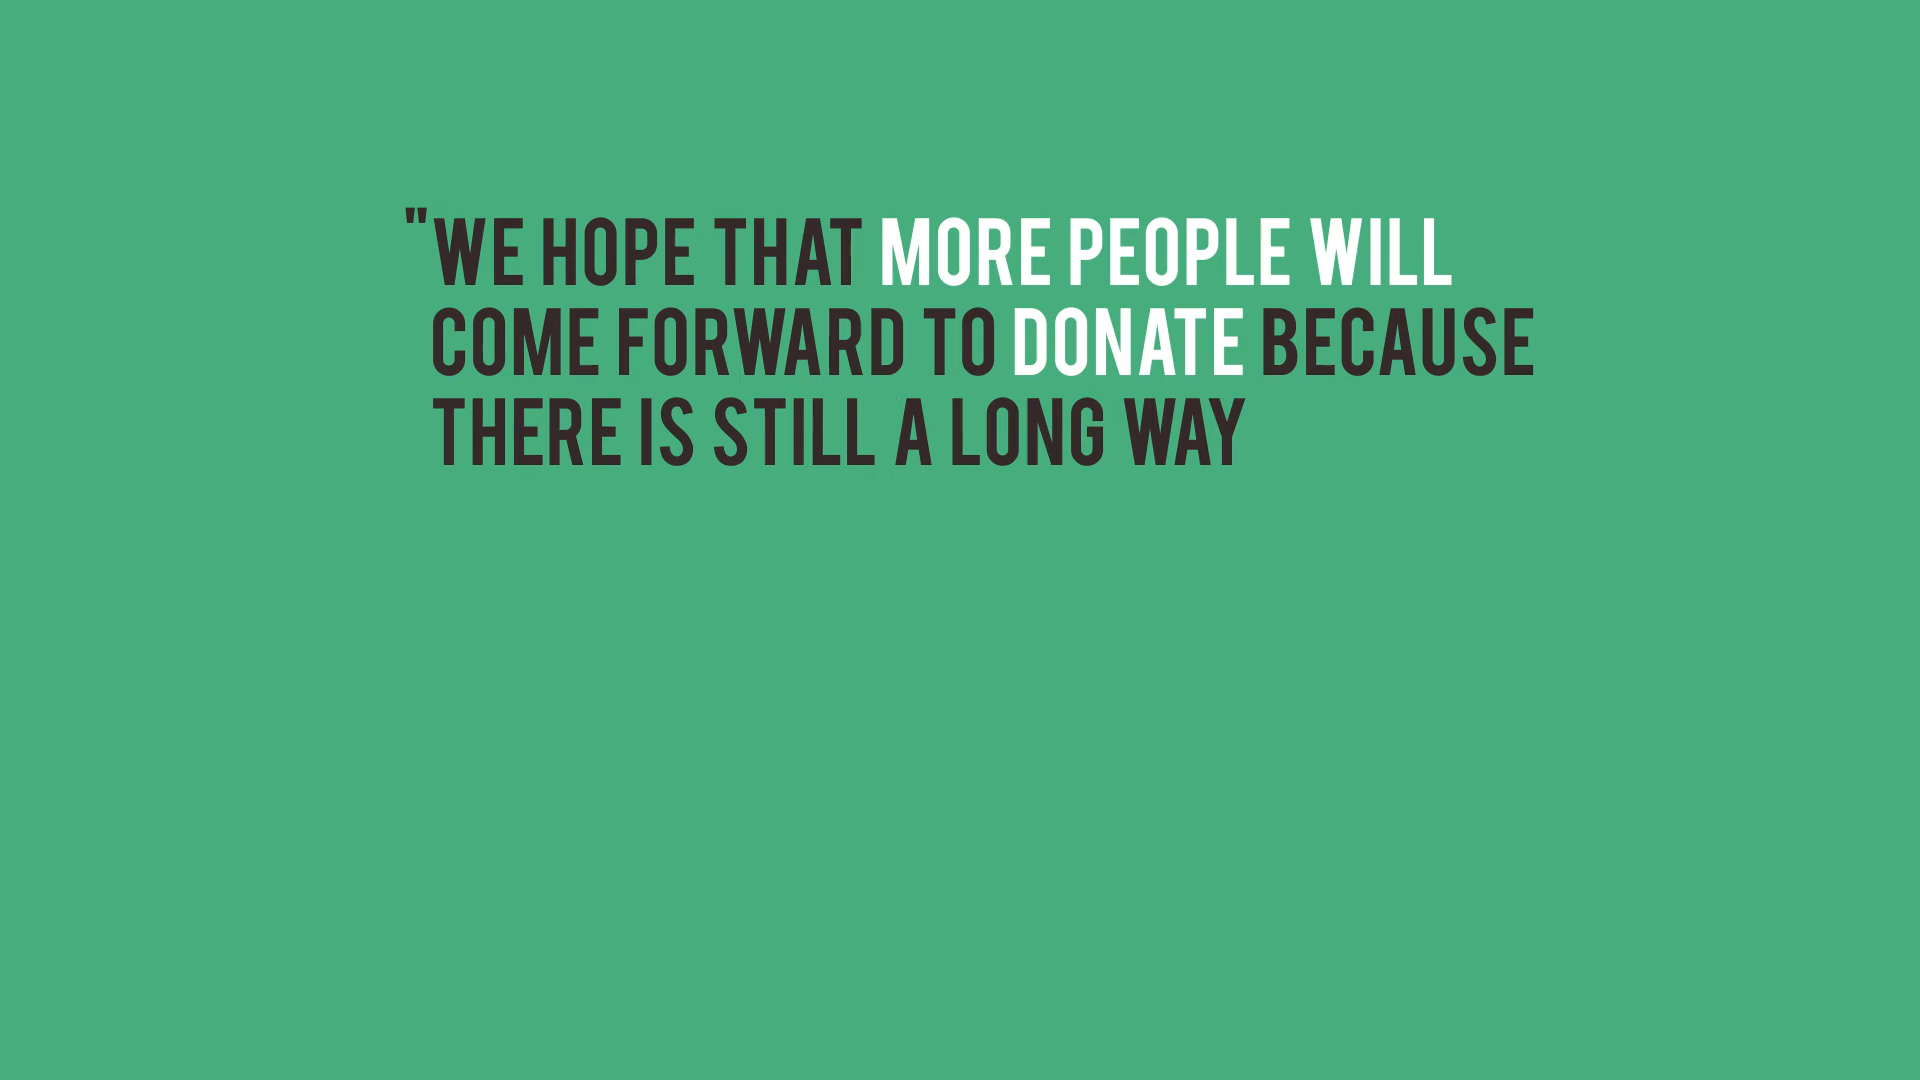 "WE HOPE THAT MORE PEOPLE WILL
COME FORWARD TO DONATE BECAUSE
THERE IS STILL A LONG WAY